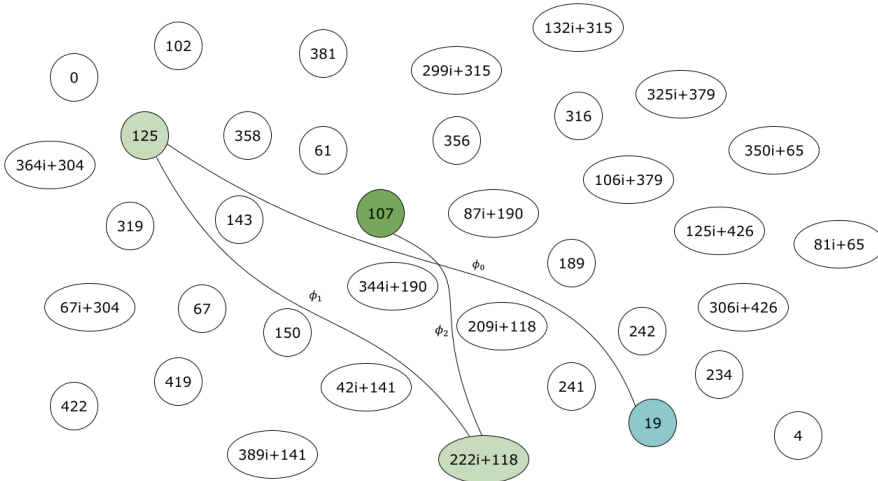 132i+315
102
381
299i+315
0
325i+379
316
125
358
356
61
350i+65
364i+304
106i+379
107
87i+190
143
319
125i+426
81i+65
189
ϕ₀
344i+190
ϕ₁
67i+304
67
306i+426
209i+118
ϕ₂
242
150
234
419
42i+141
241
422
19
4
389i+141
222i+118